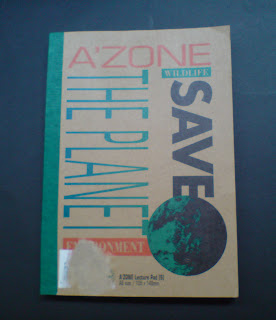 A'ZONE
WILDLIFE
SAVE
THE PLANET
ENVIRONMENT
A'ZONE Lecture Pad (S)